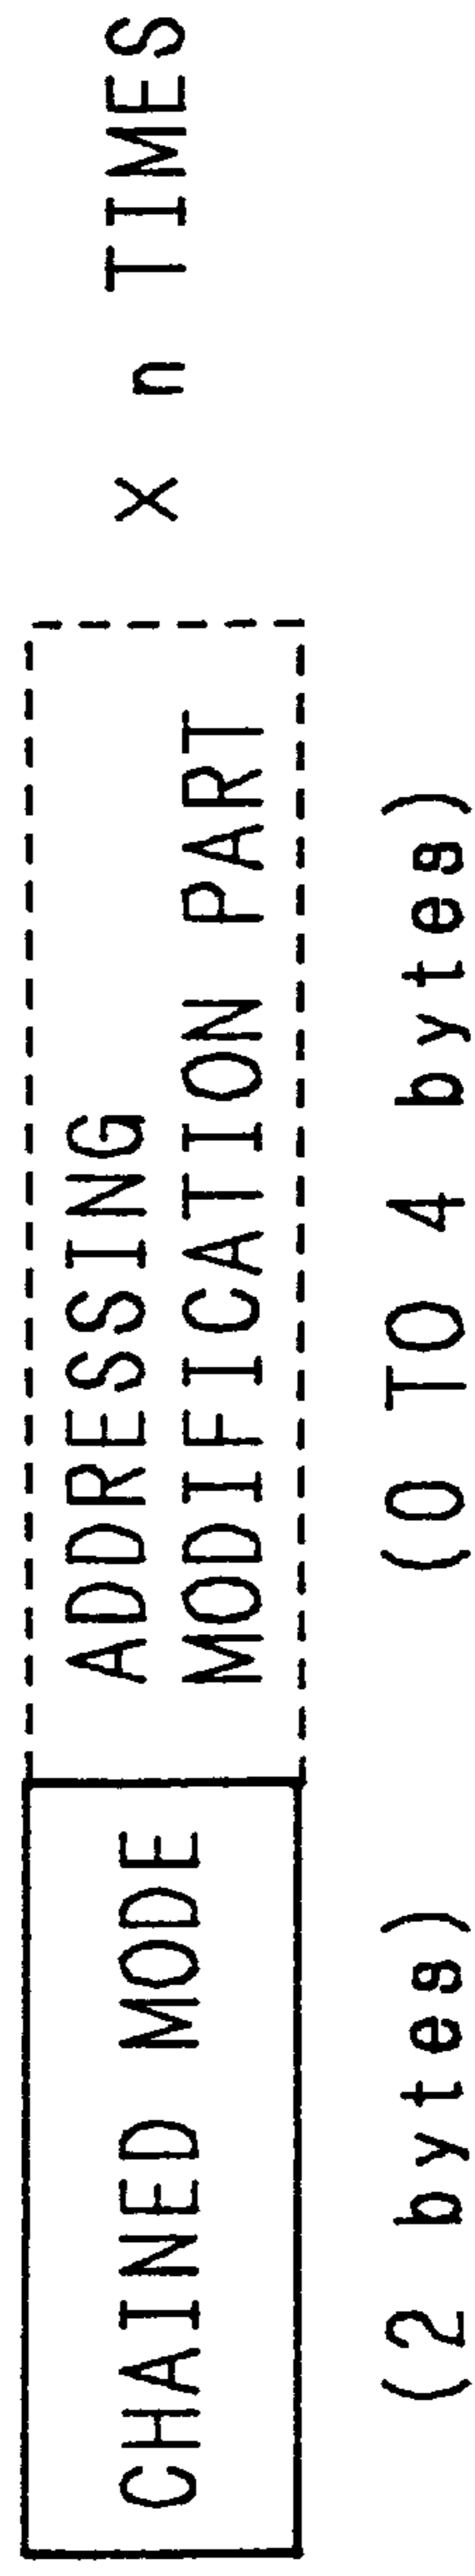 CHAINED MODE
ADDRESSING
MODIFICATION PART
X n TIMES
(2 bytes)
(0 TO 4 bytes)